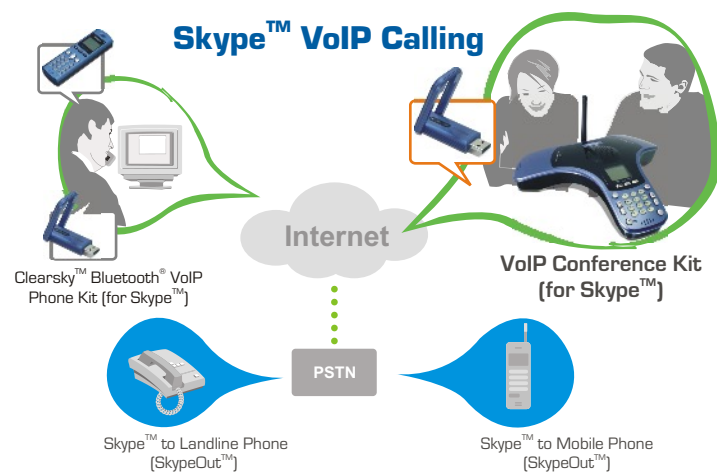 Skype™ VoIP Calling
Internet
Clearsky™ Bluetooth® VoIP
Phone Kit (for Skype™)
VoIP Conference Kit
(for Skype™)
PSTN
Skype™ to Landline Phone
(SkypeOut™)
Skype™ to Mobile Phone
(SkypeOut™)